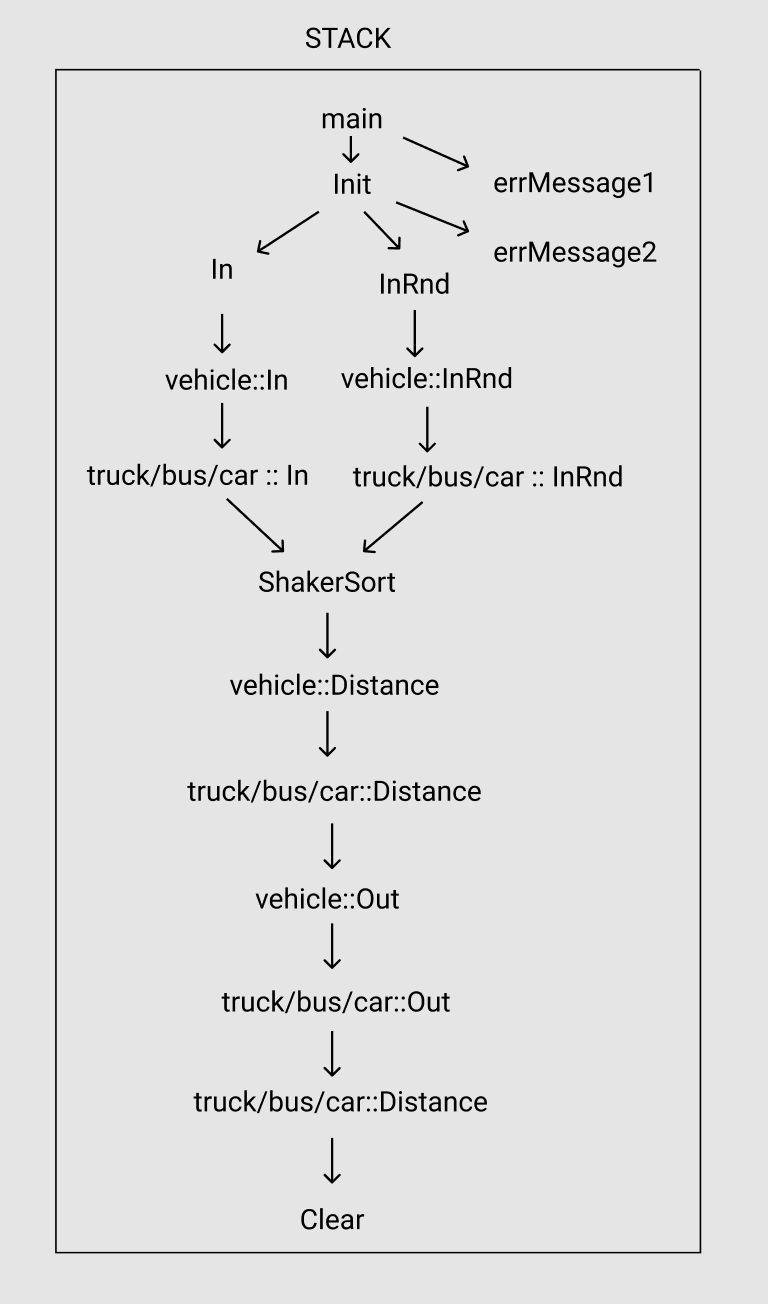 STACK
main
errMessage1
Init
errMessage2
In
InRnd
vehicle::In
vehicle::InRnd
truck/bus/car :: In
truck/bus/car :: InRnd
ShakerSort
vehicle::Distance
truck/bus/car::Distance
vehicle::Out
truck/bus/car::Out
truck/bus/car::Distance
Clear